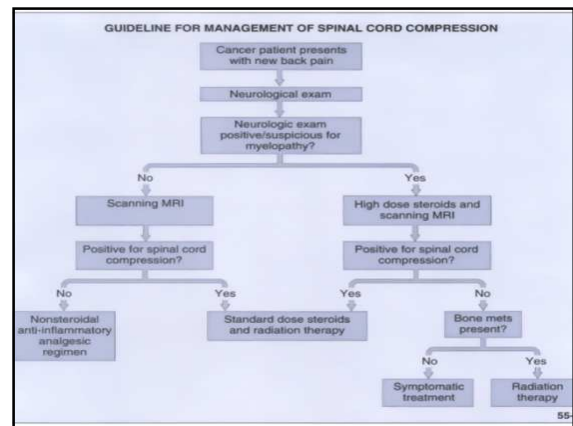 GUIDELINE FOR MANAGEMENT OF SPINAL CORD COMPRESSION
Cancer patient presents
with new back pain
Neurological exam
Neurologic exam
positive/suspicious for
myelopathy?
No
Yes
Scanning MRI
High dose steroids and
scanning MRI
Positive for spinal cord
compression?
Positive for spinal cord
compression?
No
Yes
Yes
No
Nonsteroidal
anti-inflammatory
analgesic
regimen
Standard dose steroids
and radiation therapy
Bone mets
present?
No
Yes
Symptomatic
treatment
Radiation
therapy
55-